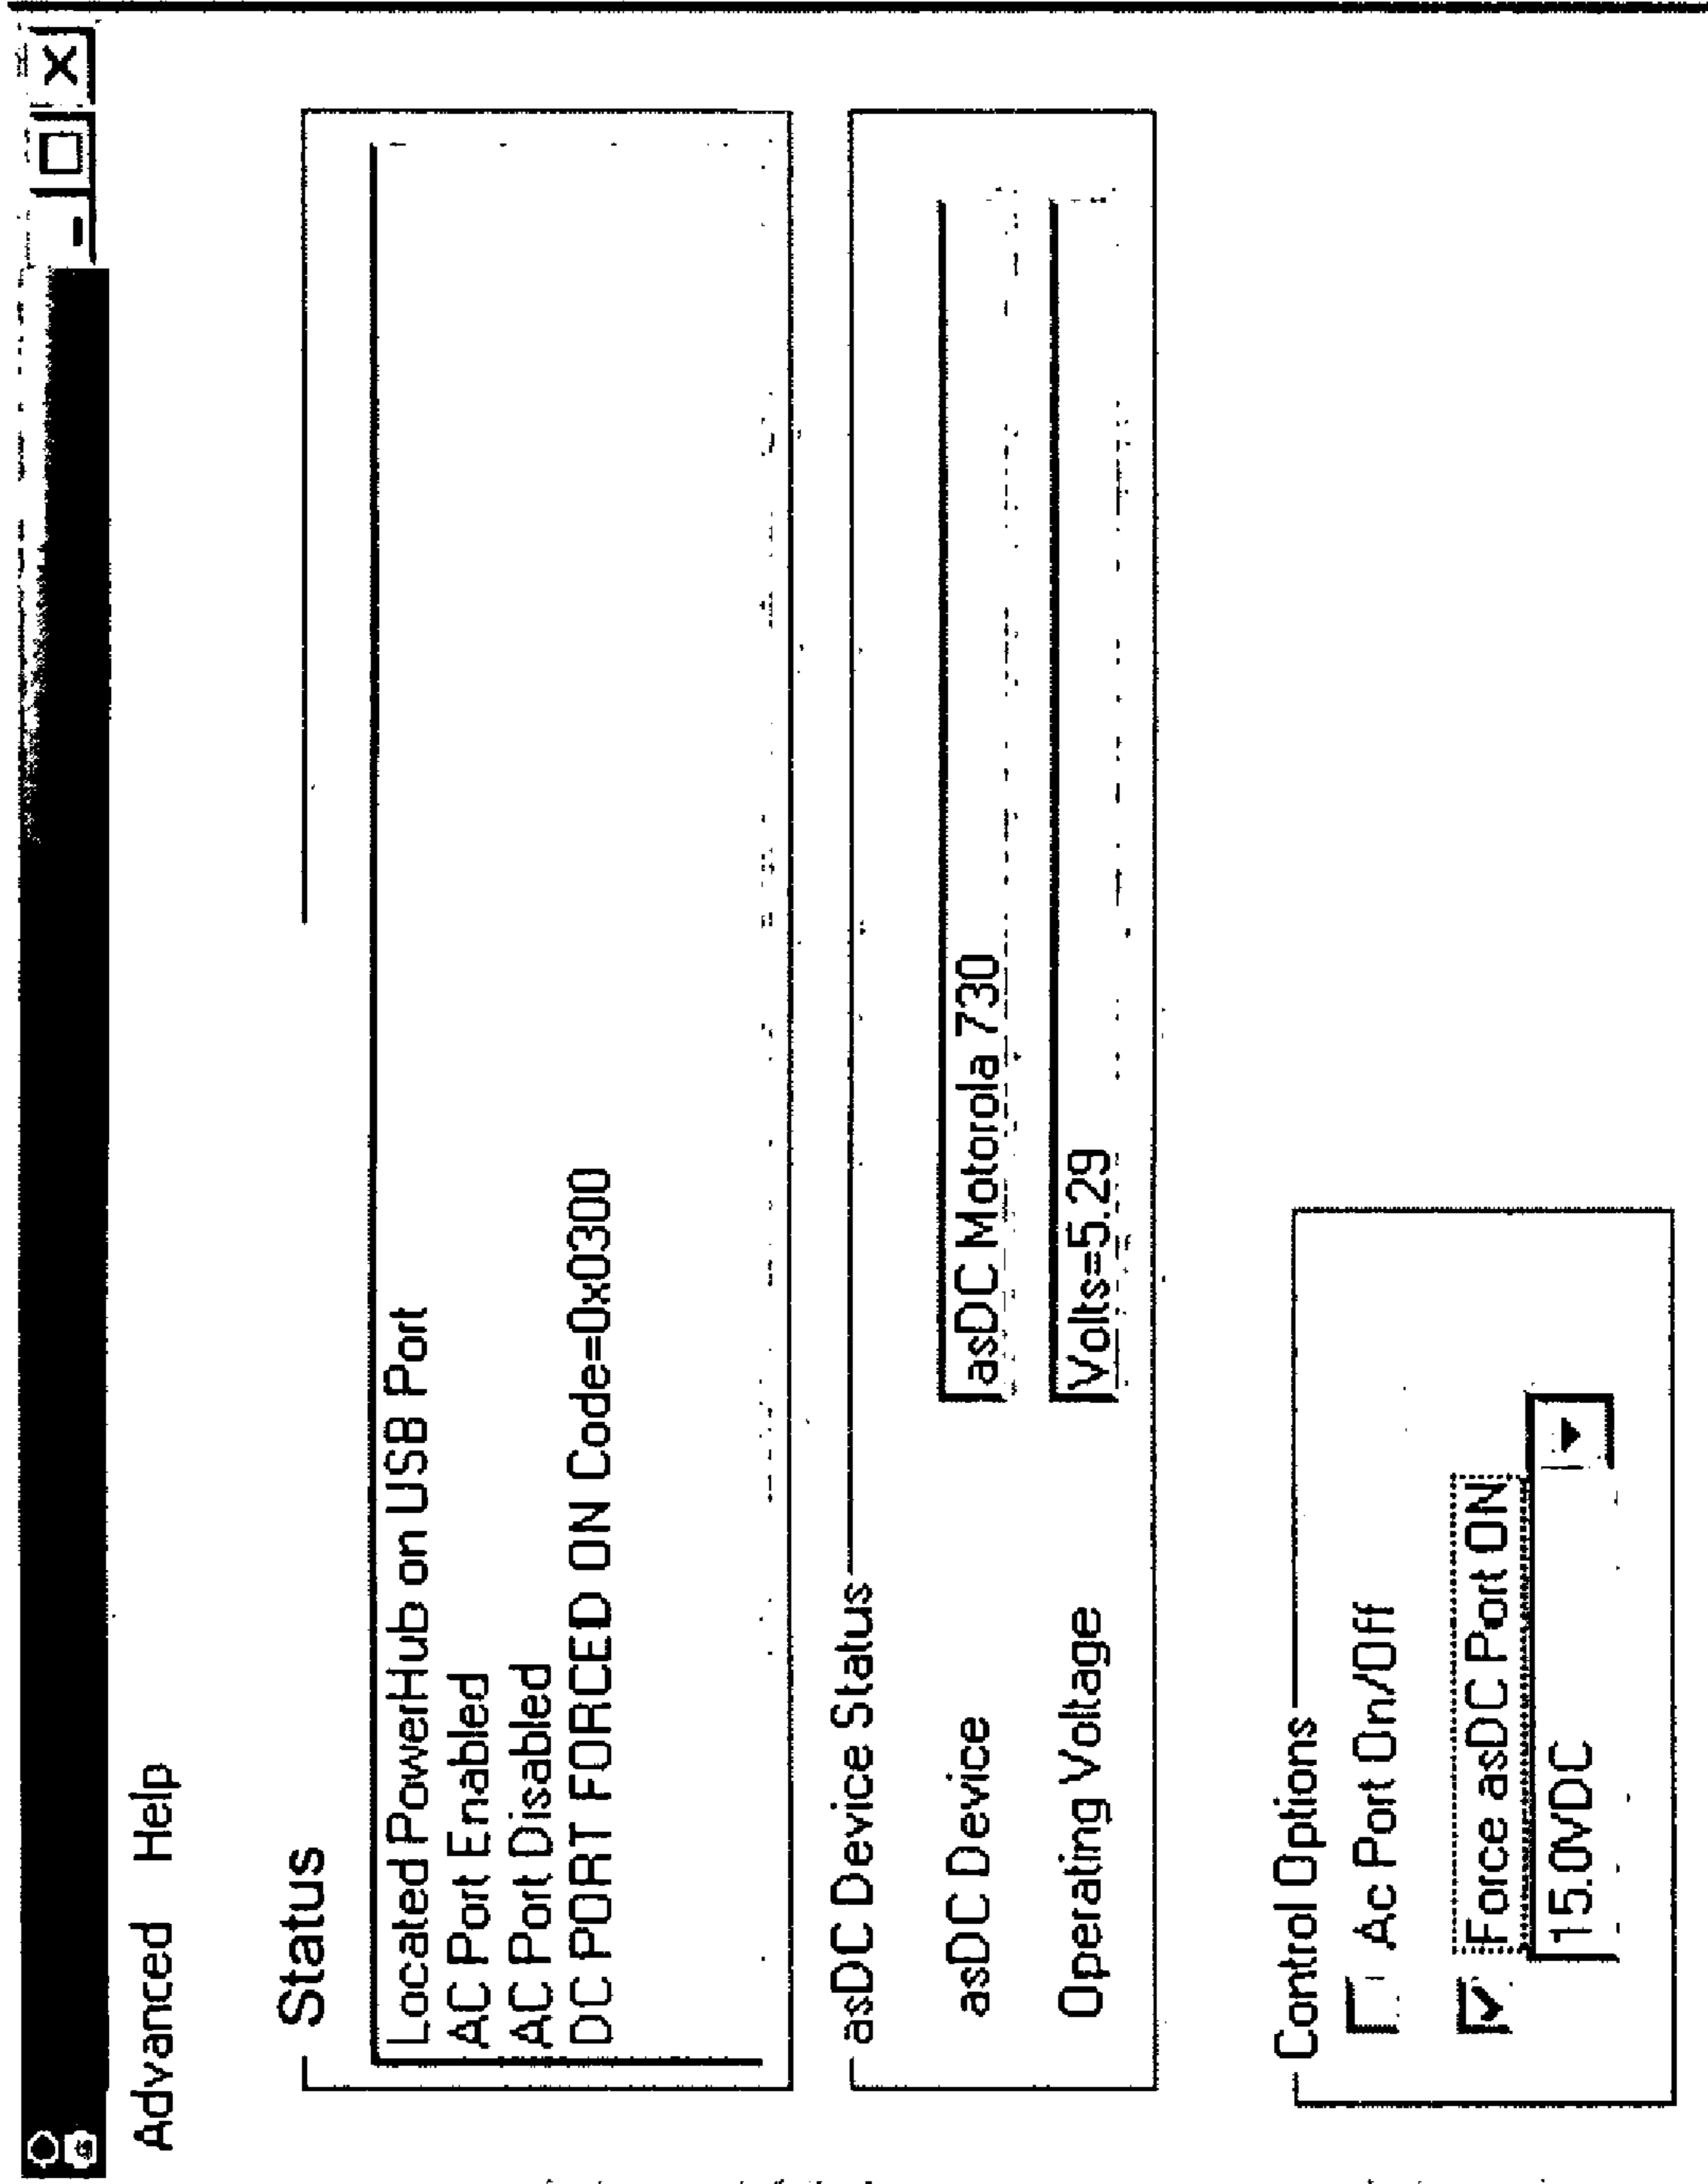 Advanced Help
Status
Located PowerHub on USB Port
AC Port Enabled
AC Port Disabled
DC PORT FORCED ON Code=0x0300
asDC Device Status
asDC Device
asDC Motorola 730
Operating Voltage
Volts=5.29
Control Options
Ac Port On/Off
Force asDC Port ON
15.0VDC